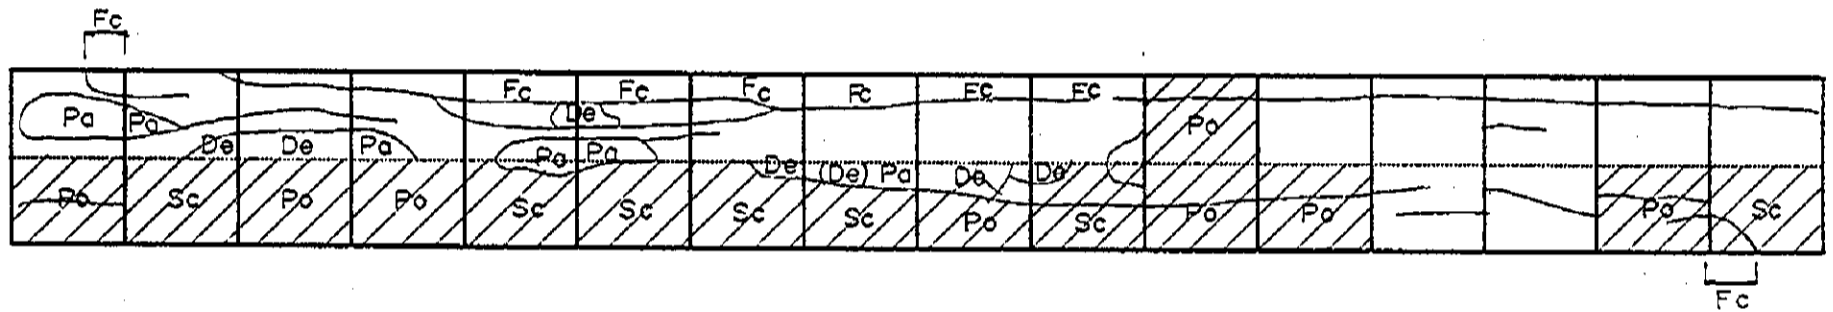 Fc
Fc Fc Fc Fc Fc Fc
De
Pa Pa Po
De De Pa Po Pa
De (De) Pa De De
Po Sc Po Po Sc Sc Sc Sc Po Sc Po Po Po Sc
Fc